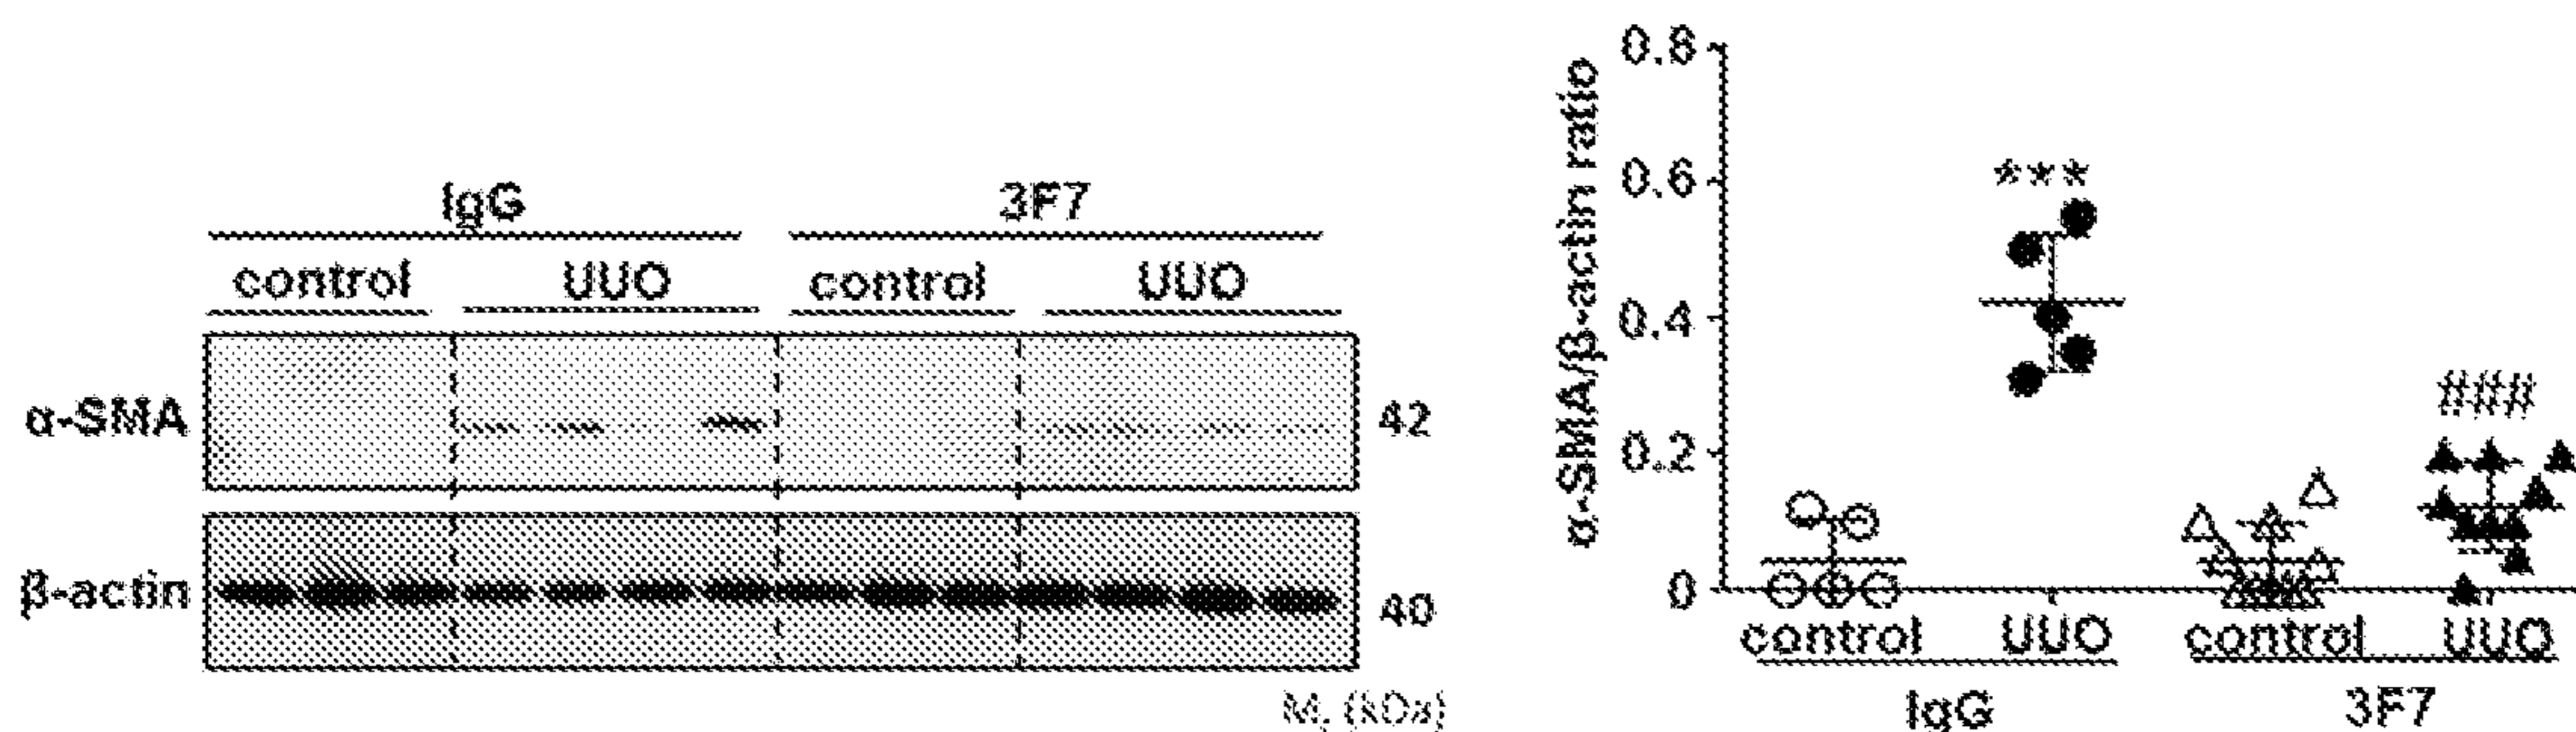 IgG 3F7
control UUO control UUO
α-SMA 42
β-actin 40
Mr (kDa)
α-SMA/β-actin ratio
0.8
0.6
0.4
0.2
0
***
###
control UUO control UUO
IgG 3F7